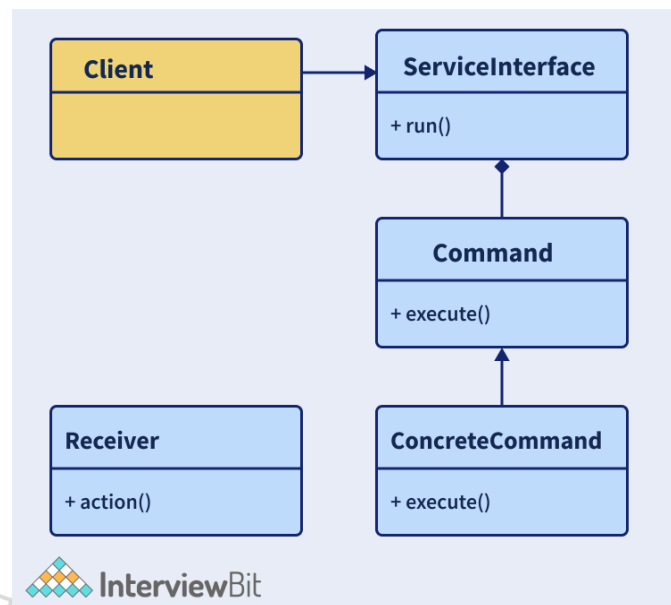 Client
ServiceInterface
+ run()
Command
+ execute()
Receiver
+ action()
ConcreteCommand
+ execute()
InterviewBit